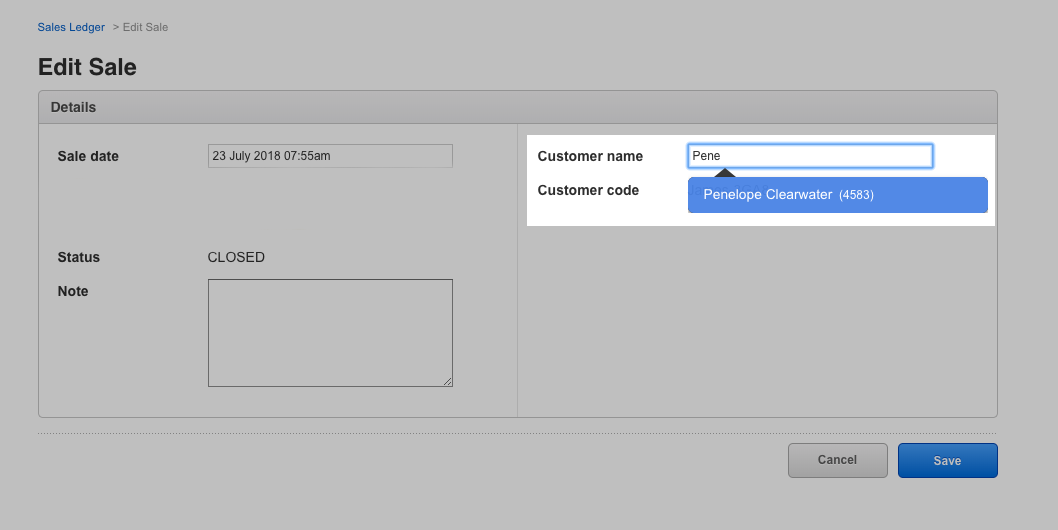 Sales Ledger > Edit Sale
Edit Sale
Details
Sale date 23 July 2018 07:55am
Customer name Pene
Customer code
Penelope Clearwater (4583)
Status CLOSED
Note
Cancel Save